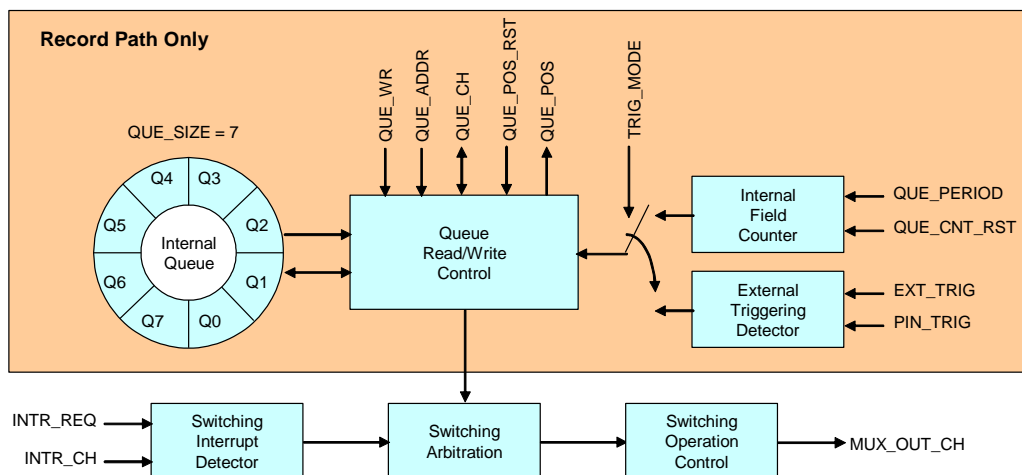 Record Path Only
QUE_SIZE = 7
QUE_WR
QUE_ADDR
QUE_CH
QUE_POS_RST
QUE_POS
TRIG_MODE
Q4
Q3
Q5
Q2
Q6
Q1
Q7
Q0
Internal
Queue
Queue
Read/Write
Control
Internal
Field
Counter
QUE_PERIOD
QUE_CNT_RST
External
Triggering
Detector
EXT_TRIG
PIN_TRIG
INTR_REQ
INTR_CH
Switching
Interrupt
Detector
Switching
Arbitration
Switching
Operation
Control
MUX_OUT_CH